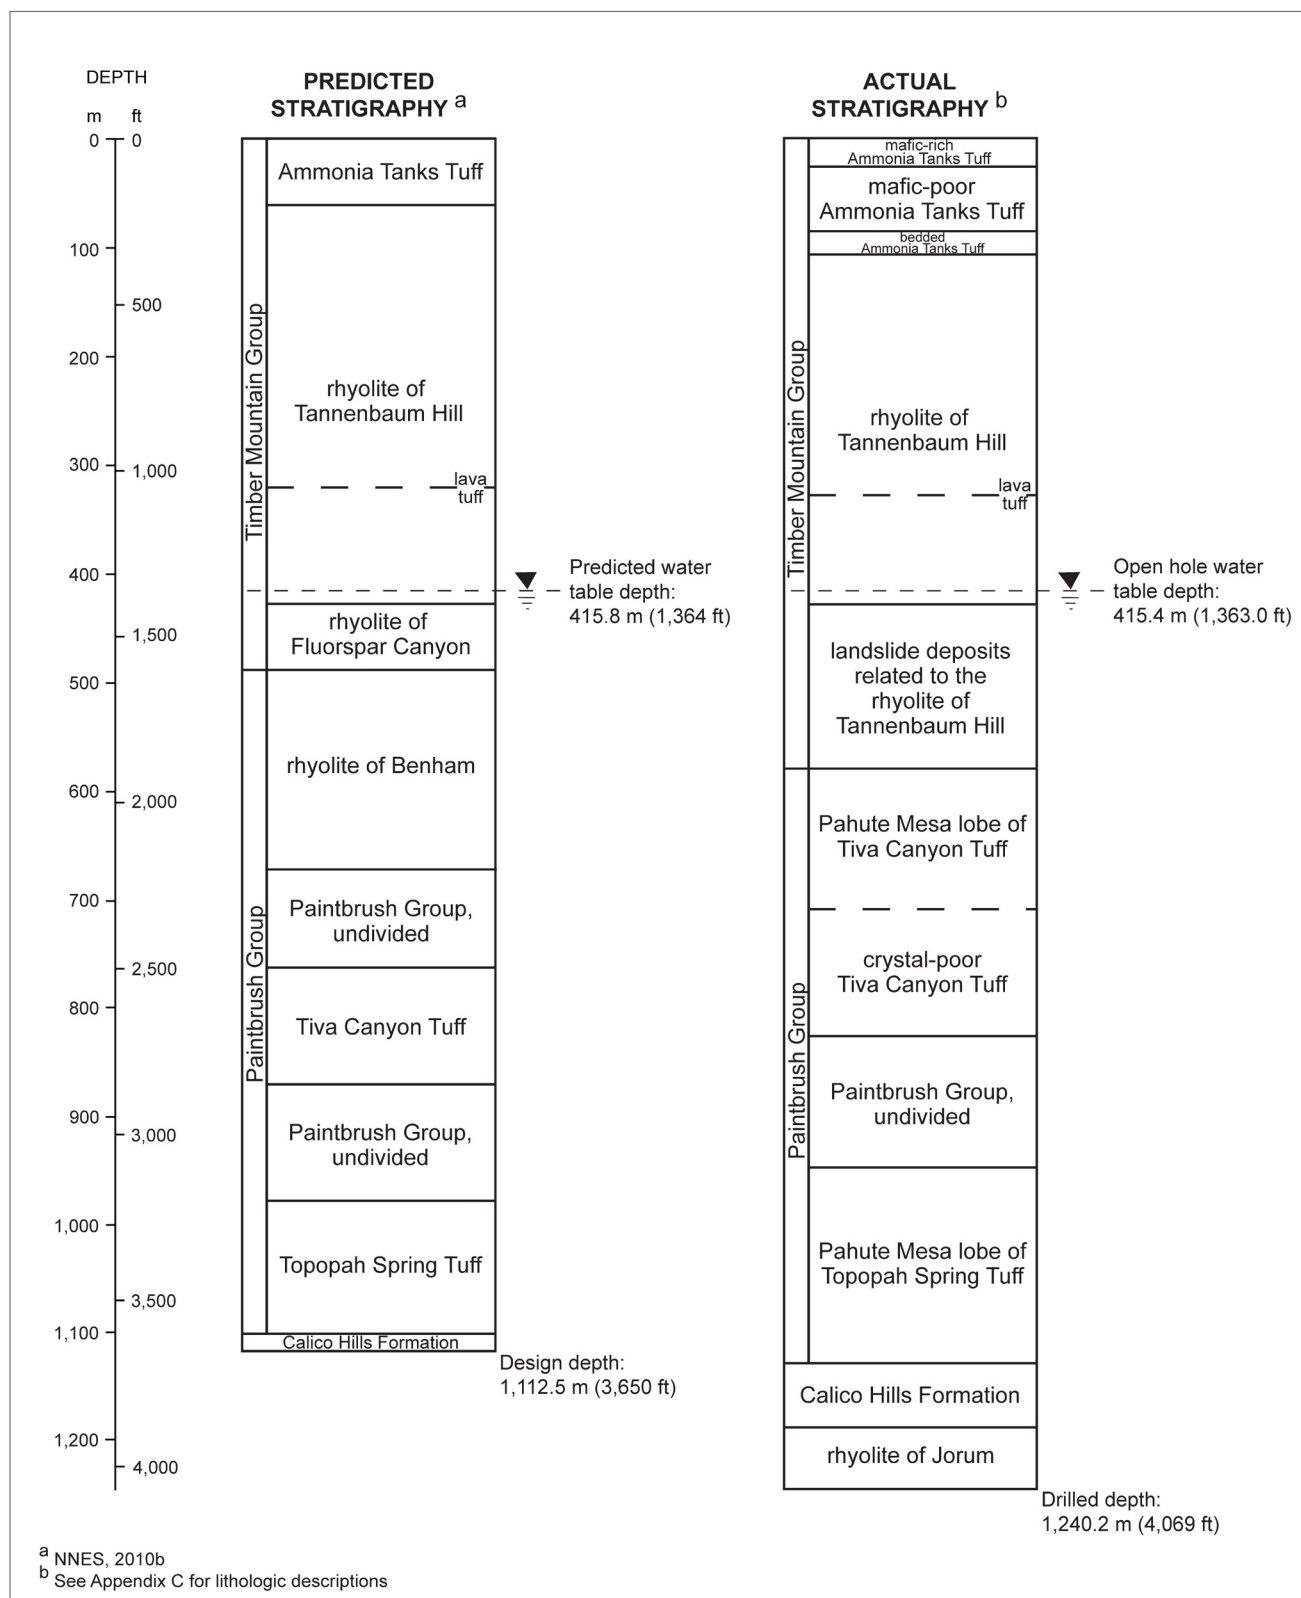 DEPTH
m ft
0 0
100
500
200
300
1,000
400
1,500
500
600
2,000
700
2,500
800
900
3,000
1,000
3,500
1,100
1,200
4,000
PREDICTED
STRATIGRAPHY a
Timber Mountain Group
Ammonia Tanks Tuff
rhyolite of
Tannenbaum Hill
lava
tuff
Predicted water
table depth:
415.8 m (1,364 ft)
rhyolite of
Fluorspar Canyon
Paintbrush Group
rhyolite of Benham
Paintbrush Group,
undivided
Tiva Canyon Tuff
Paintbrush Group,
undivided
Topopah Spring Tuff
Calico Hills Formation
Design depth:
1,112.5 m (3,650 ft)
ACTUAL
STRATIGRAPHY b
Timber Mountain Group
mafic-rich
Ammonia Tanks Tuff
mafic-poor
Ammonia Tanks Tuff
bedded
Ammonia Tanks Tuff
rhyolite of
Tannenbaum Hill
lava
tuff
Open hole water
table depth:
415.4 m (1,363.0 ft)
landslide deposits
related to the
rhyolite of
Tannenbaum Hill
Paintbrush Group
Pahute Mesa lobe of
Tiva Canyon Tuff
crystal-poor
Tiva Canyon Tuff
Paintbrush Group,
undivided
Pahute Mesa lobe of
Topopah Spring Tuff
Calico Hills Formation
rhyolite of Jorum
Drilled depth:
1,240.2 m (4,069 ft)
a NNES, 2010b
b See Appendix C for lithologic descriptions